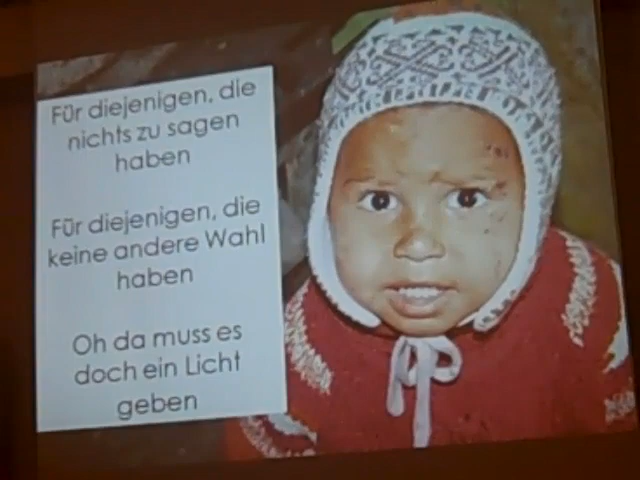 Für diejenigen, die
nichts zu sagen
haben
Für diejenigen, die
keine andere Wahl
haben
Oh da muss es
doch ein Licht
geben